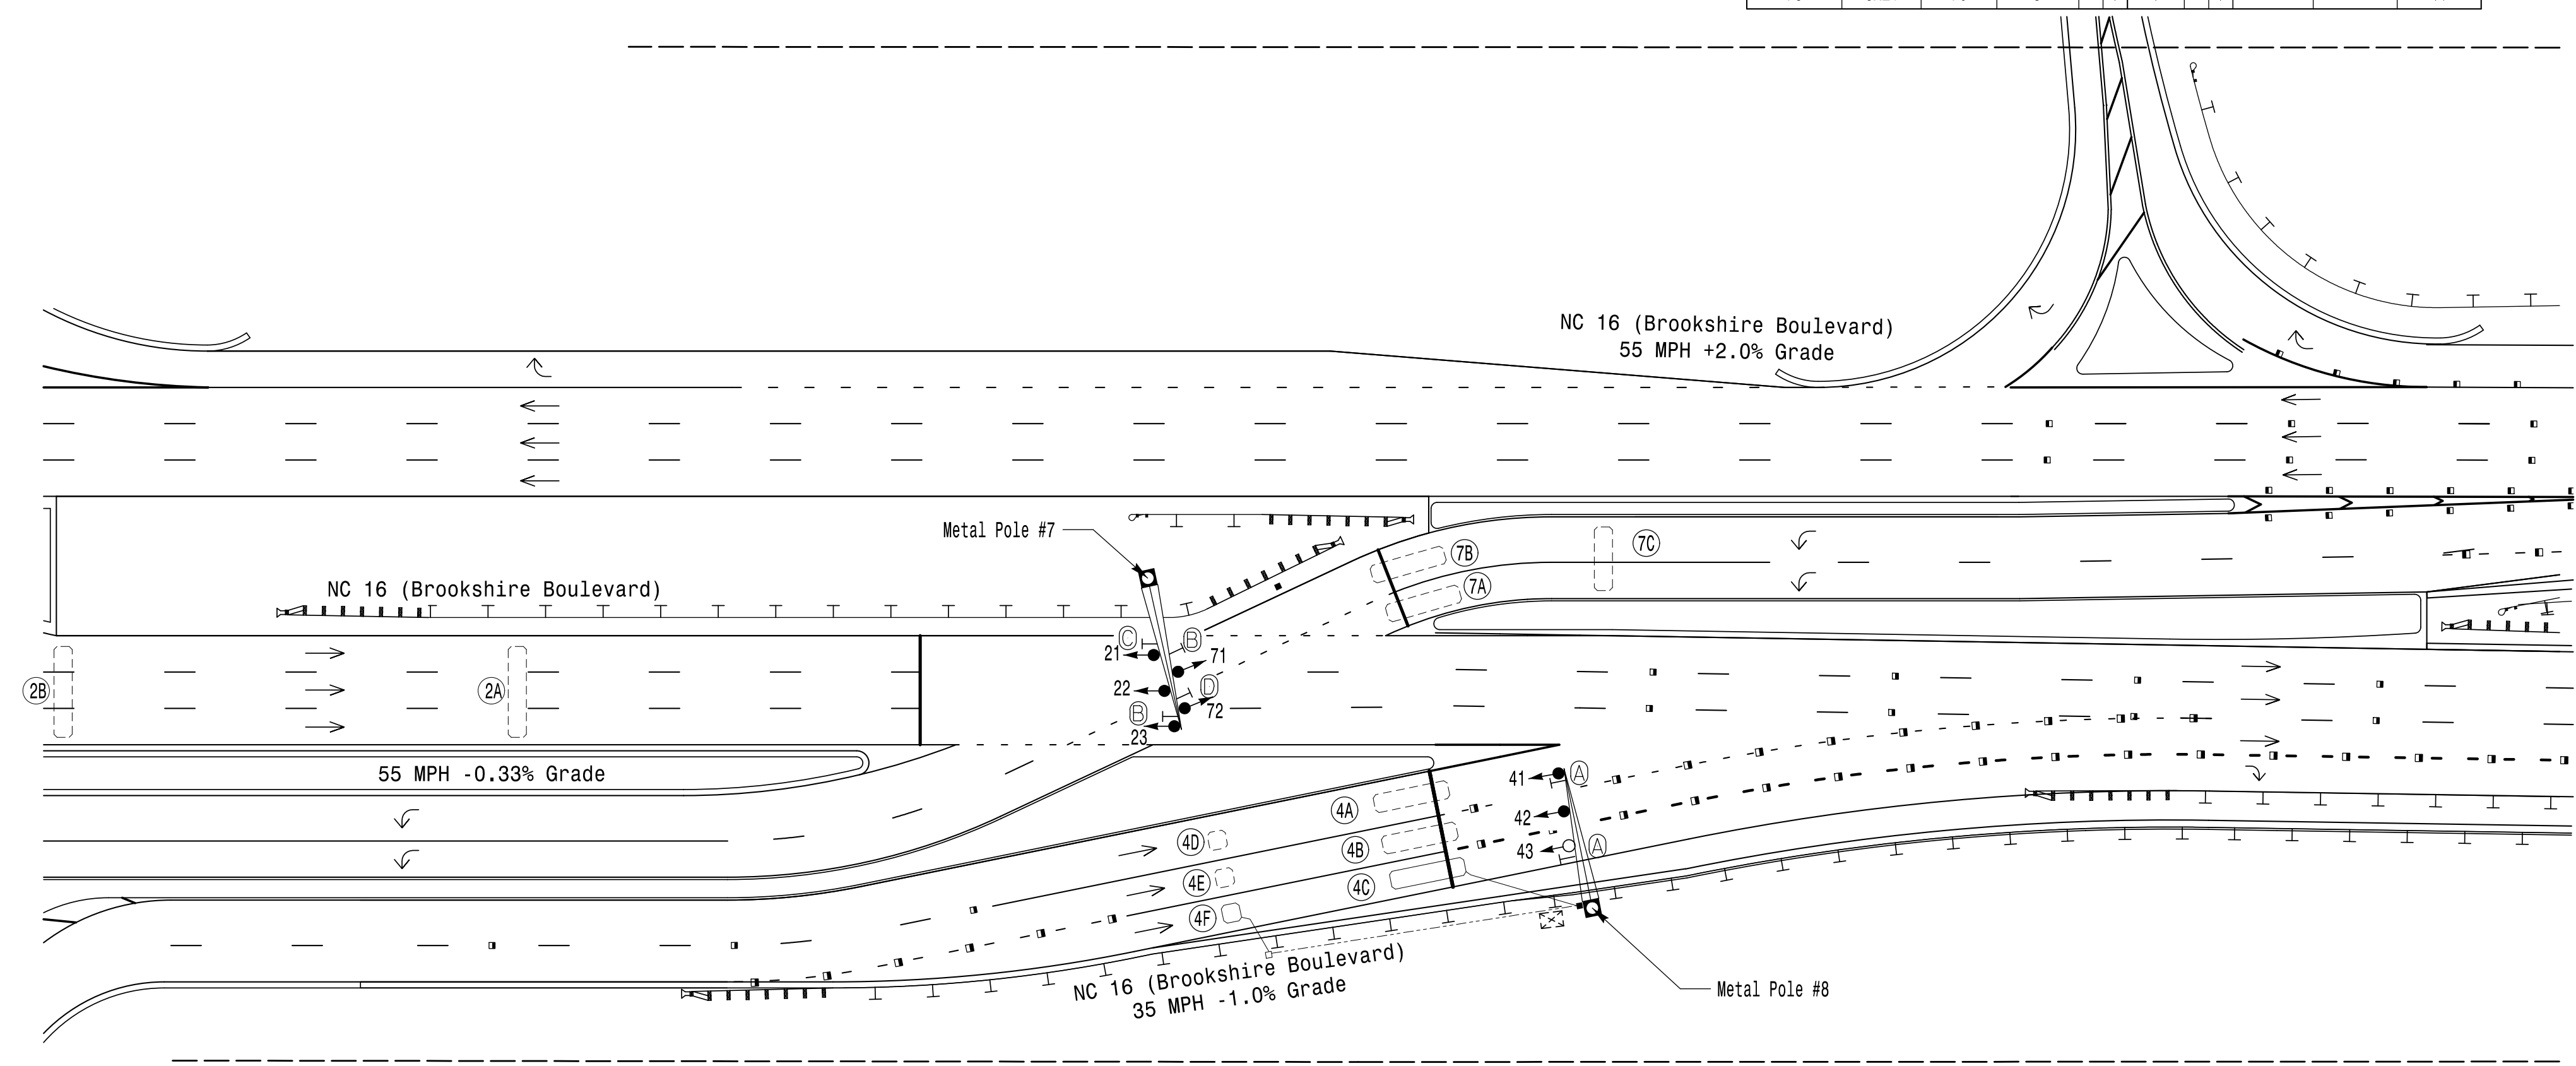 NC 16 (Brookshire Boulevard)
55 MPH +2.0% Grade
Metal Pole #7
7B
7C
7A
NC 16 (Brookshire Boulevard)
C
B
21
71
2B
2A
22
D
B
72
23
55 MPH -0.33% Grade
41
A
4A
42
4D
4B
43
A
4E
4C
4F
NC 16 (Brookshire Boulevard)
35 MPH -1.0% Grade
Metal Pole #8